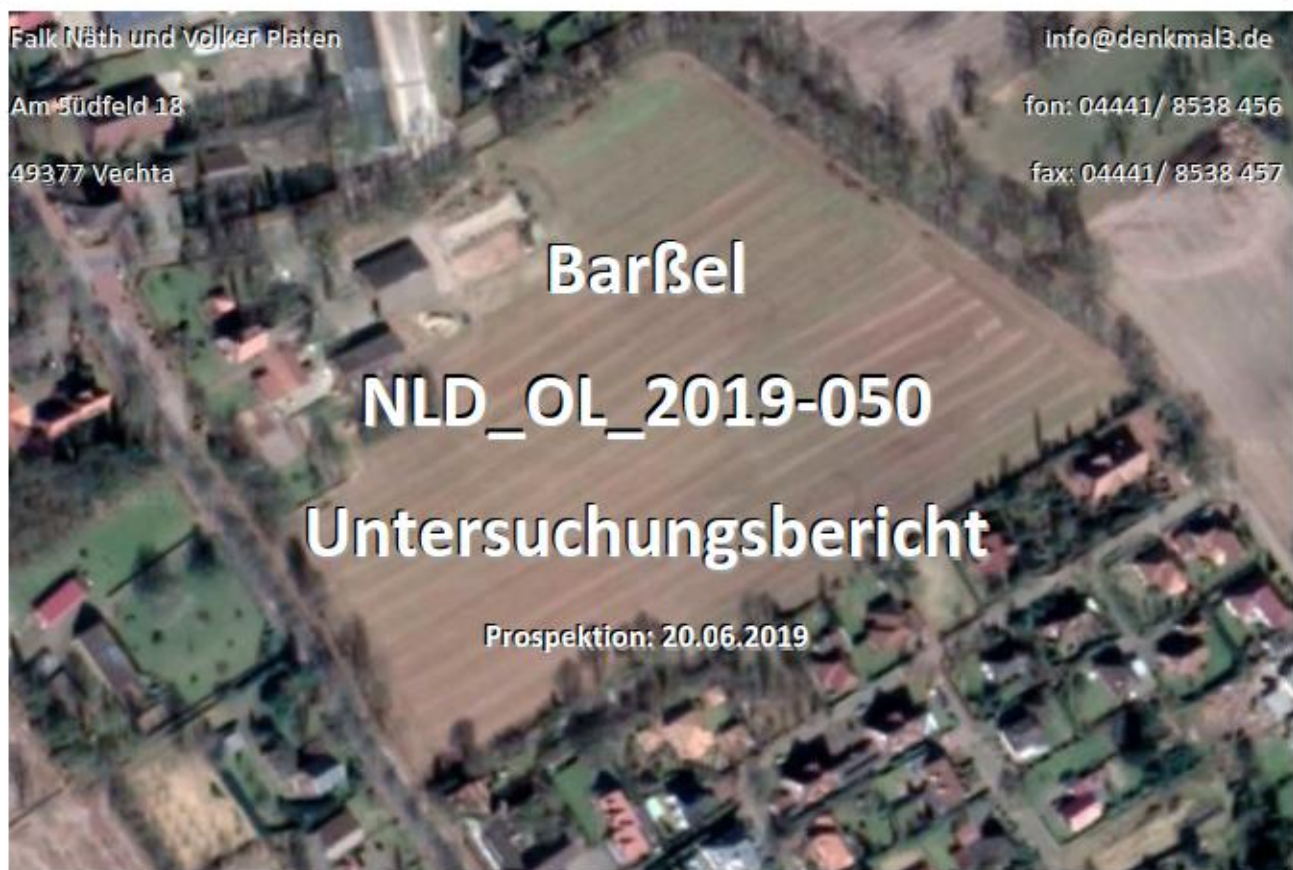 Falk Näth und Volker Platen
Am Südfeld 18
49377 Vechta
info@denkmal3.de
fon: 04441/ 8538 456
fax: 04441/ 8538 457
Barßel
NLD_OL_2019-050
Untersuchungsbericht
Prospektion: 20.06.2019